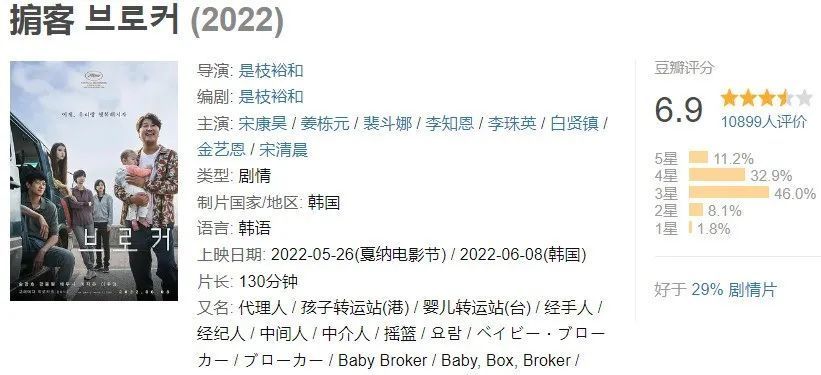 掮客 브로커 (2022)
브로커
2022.06.08
导演: 是枝裕和
编剧: 是枝裕和
主演: 宋康昊 / 姜栋元 / 裴斗娜 / 李知恩 / 李珠英 / 白贤镇 /
金艺恩 / 宋清晨
类型: 剧情
制片国家/地区: 韩国
语言: 韩语
上映日期: 2022-05-26(戛纳电影节) / 2022-06-08(韩国)
片长: 130分钟
又名: 代理人 / 孩子转运站(港) / 婴儿转运站(台) / 经手人 /
经纪人 / 中间人 / 中介人 / 摇篮 / 요람 / ベイビー・ブロー
カー / ブローカー / Baby Broker / Baby, Box, Broker /
豆瓣评分
6.9
10899人评价
5星 11.2%
4星 32.9%
3星 46.0%
2星 8.1%
1星 1.8%
好于 29% 剧情片